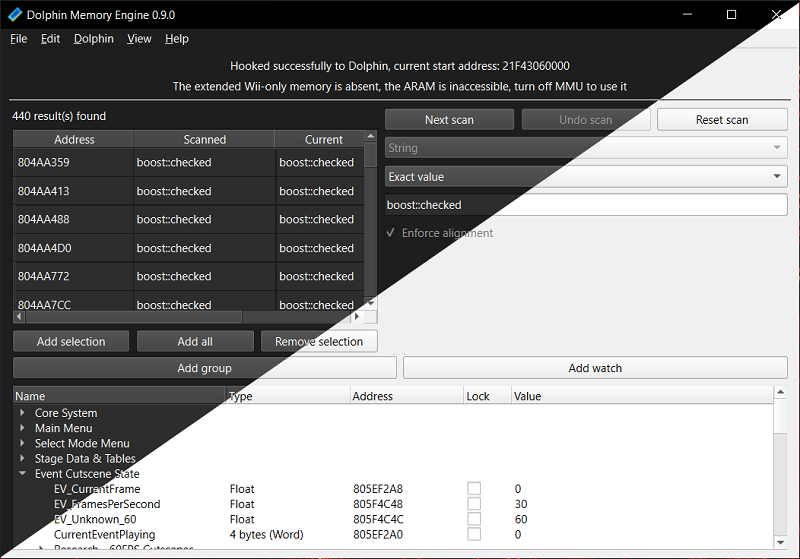 Dolphin Memory Engine 0.9.0
File Edit Dolphin View Help
Hooked successfully to Dolphin, current start address: 21F43060000
The extended Wii-only memory is absent, the ARAM is inaccessible, turn off MMU to use it
440 result(s) found
Next scan Undo scan Reset scan
Address Scanned Current
String
804AA359 boost::checked boost::checked
Exact value
804AA413 boost::checked boost::checked
boost::checked
804AA488 boost::checked boost::checked
Enforce alignment
804AA4D0 boost::checked boost::checked
804AA772 boost::checked boost::checked
804AA7CC boost::checked boost::checked
Add selection Add all Remove selection
Add group Add watch
Name Type Address Lock Value
Core System
Main Menu
Select Mode Menu
Stage Data & Tables
Event Cutscene State
EV_CurrentFrame Float 805EF2A8 0
EV_FramesPerSecond Float 805F4C48 30
EV_Unknown_60 Float 805F4C4C 60
CurrentEventPlaying 4 bytes (Word) 805EF2A0 0
Research - 60FPS Cutscenes